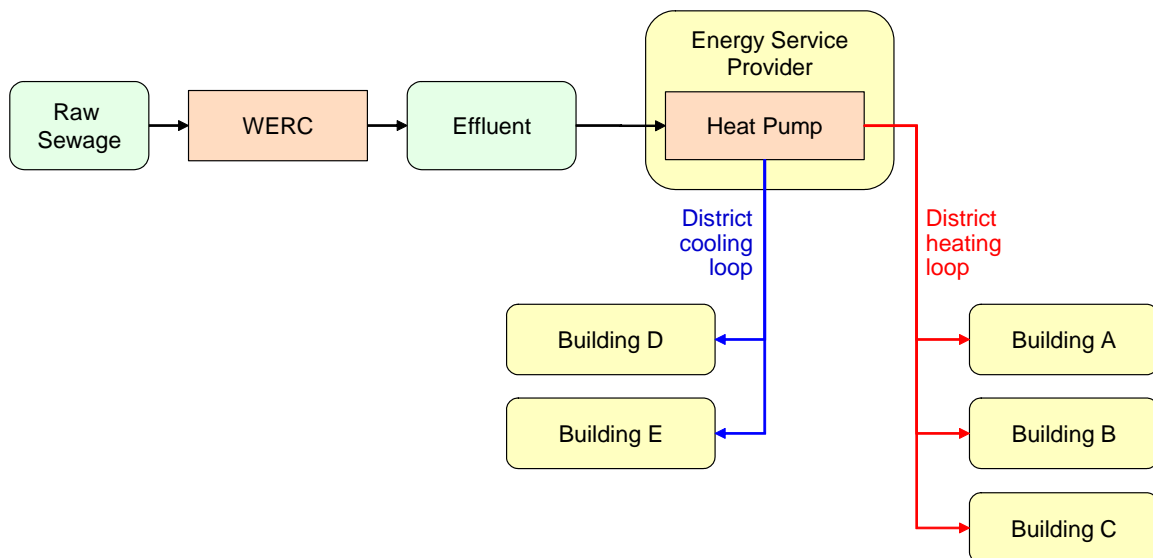 Energy Service
Provider
Raw
Sewage
WERC
Effluent
Heat Pump
District
cooling
loop
District
heating
loop
Building D
Building A
Building E
Building B
Building C